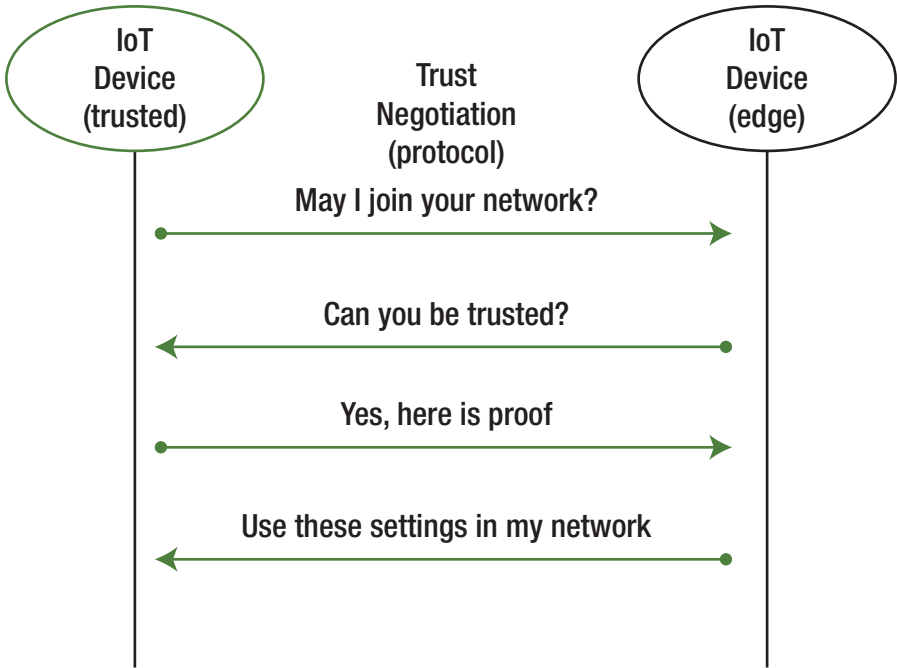 IoT
Device
(trusted)
Trust
Negotiation
(protocol)
IoT
Device
(edge)
May I join your network?
Can you be trusted?
Yes, here is proof
Use these settings in my network